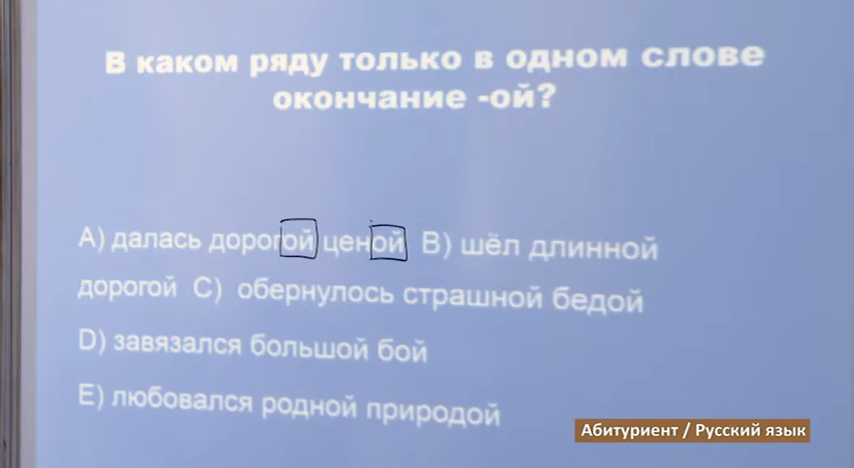 В каком ряду только в одном слове
окончание -ой?
А) далась дорогой ценой В) шёл длинной
дорогой С) обернулось страшной бедой
D) завязался большой бой
Е) любовался родной природой
Абитуриент / Русский язык